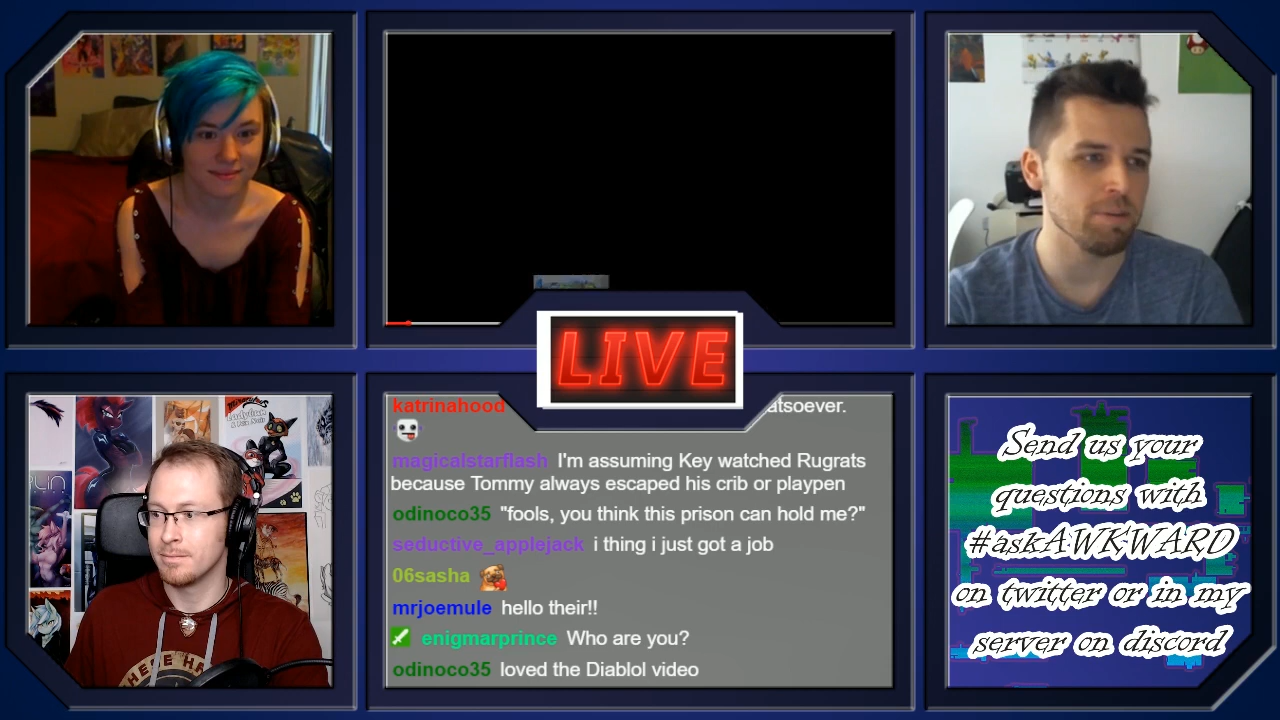 LIVE
katrinahood atsoever.
magicalstarflash I'm assuming Key watched Rugrats
because Tommy always escaped his crib or playpen
odinoco35 "fools, you think this prison can hold me?"
seductive_applejack i thing i just got a job
06sasha
mrjoemule hello their!!
enigmarprince Who are you?
odinoco35 loved the Diablol video
Send us your
questions with
#askAWKWARD
on twitter or in my
server on discord